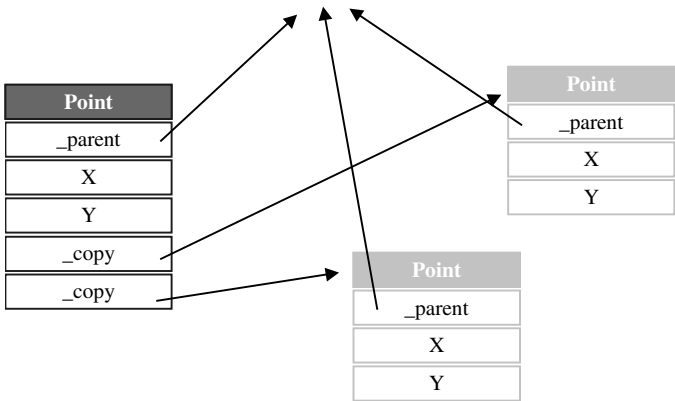 Point
_parent
X
Y
_copy
_copy
Point
_parent
X
Y
Point
_parent
X
Y